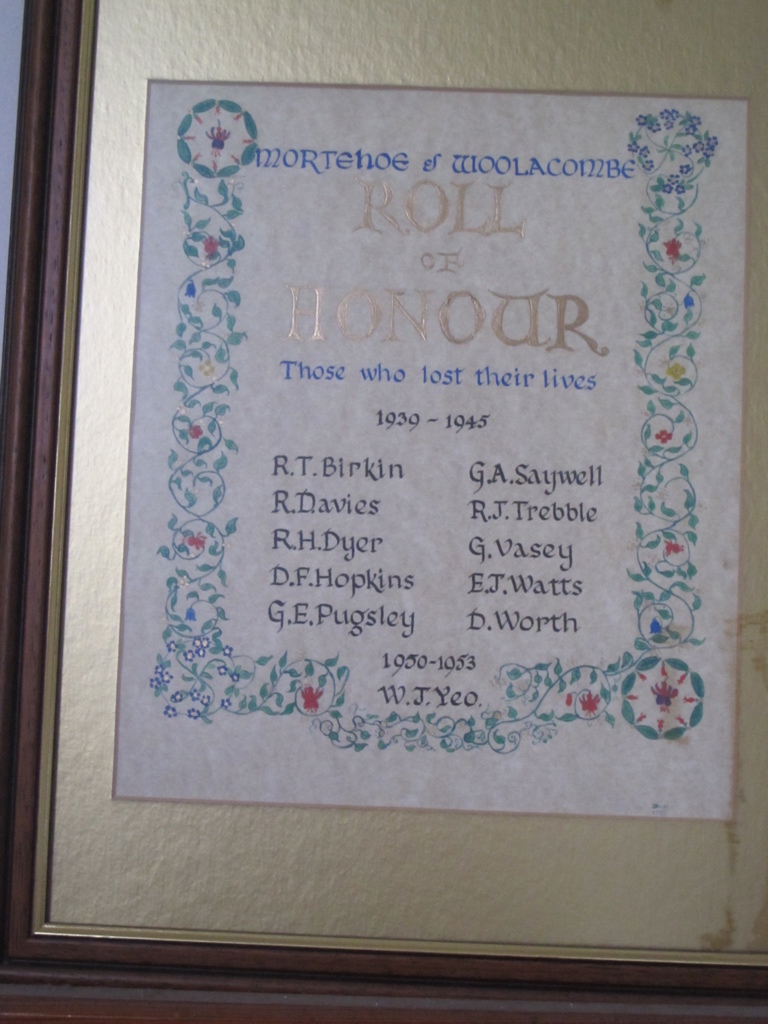 MORTEHOE & WOOLACOMBE
ROLL
OF
HONOUR
Those who lost their lives
1939 - 1945
R.T.Birkin
R.Davies
R.H.Dyer
D.F.Hopkins
G.E.Pugsley
G.A.Saywell
R.J.Trebble
G.Vasey
E.J.Watts
D.Worth
1950-1953
W.J.Yeo.